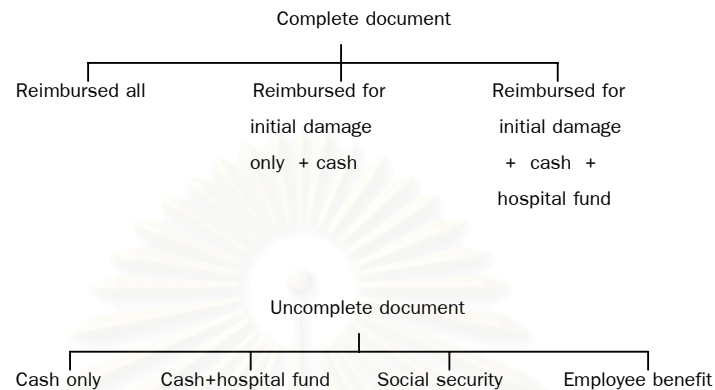 Complete document
Reimbursed all
Reimbursed for
initial damage
only + cash
Reimbursed for
initial damage
+ cash +
hospital fund
Uncomplete document
Cash only
Cash+hospital fund
Social security
Employee benefit